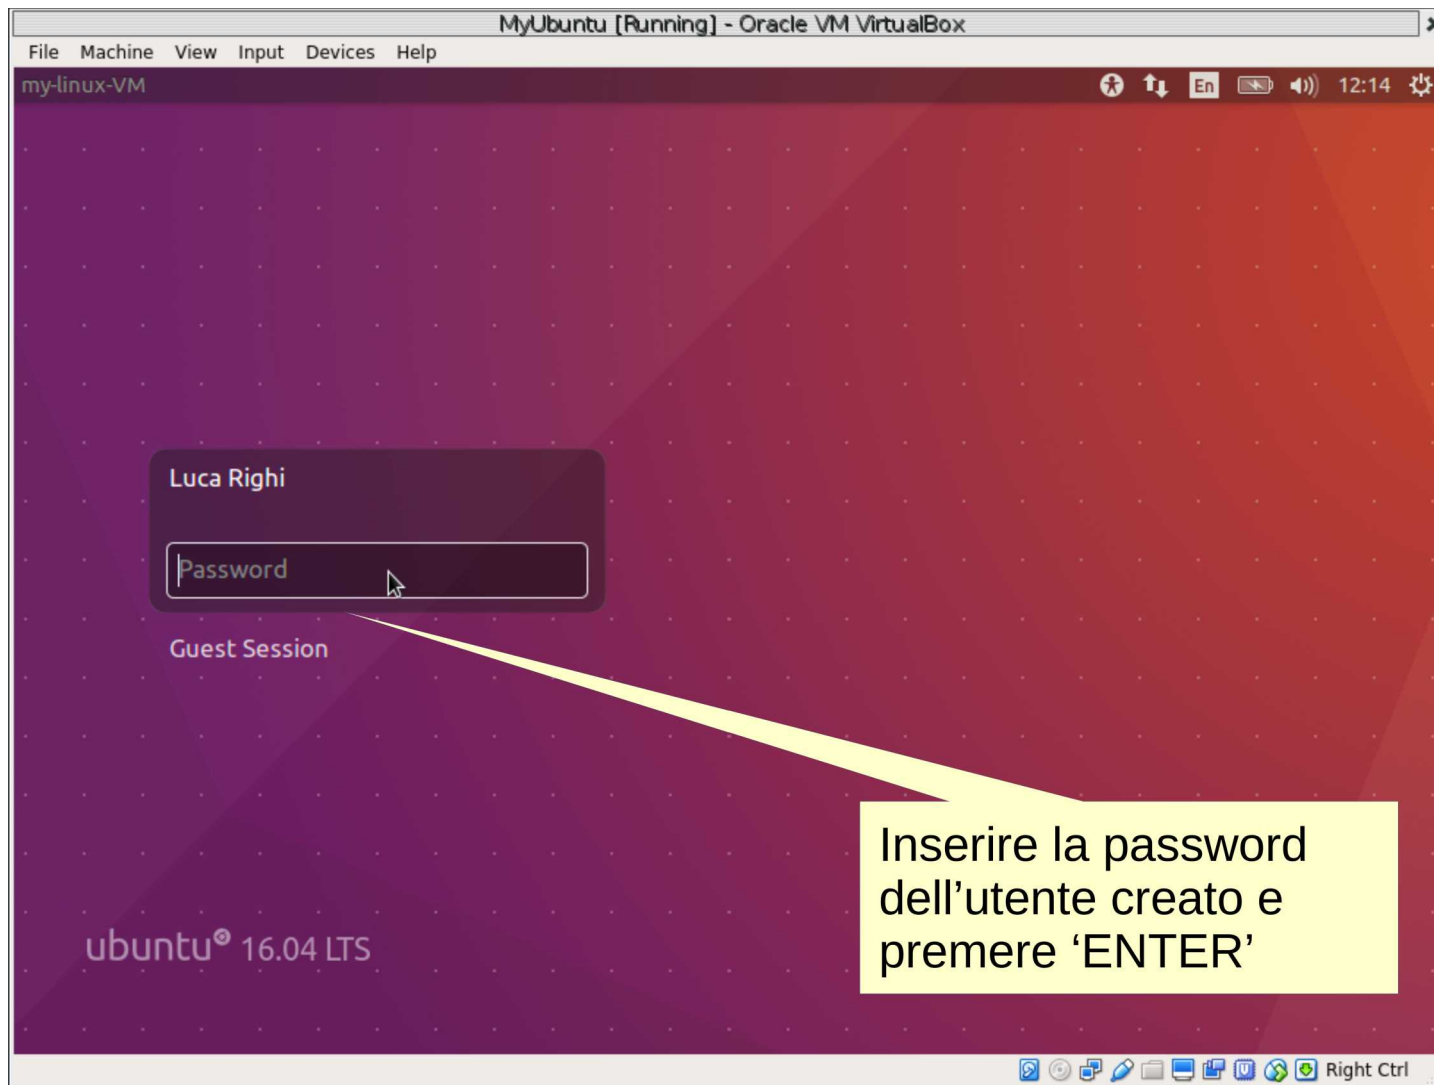 MyUbuntu [Running] - Oracle VM VirtualBox
File Machine View Input Devices Help
my-linux-VM En 12:14
Luca Righi
Password
Guest Session
Inserire la password
dell’utente creato e
premere ‘ENTER’
ubuntu® 16.04 LTS
Right Ctrl